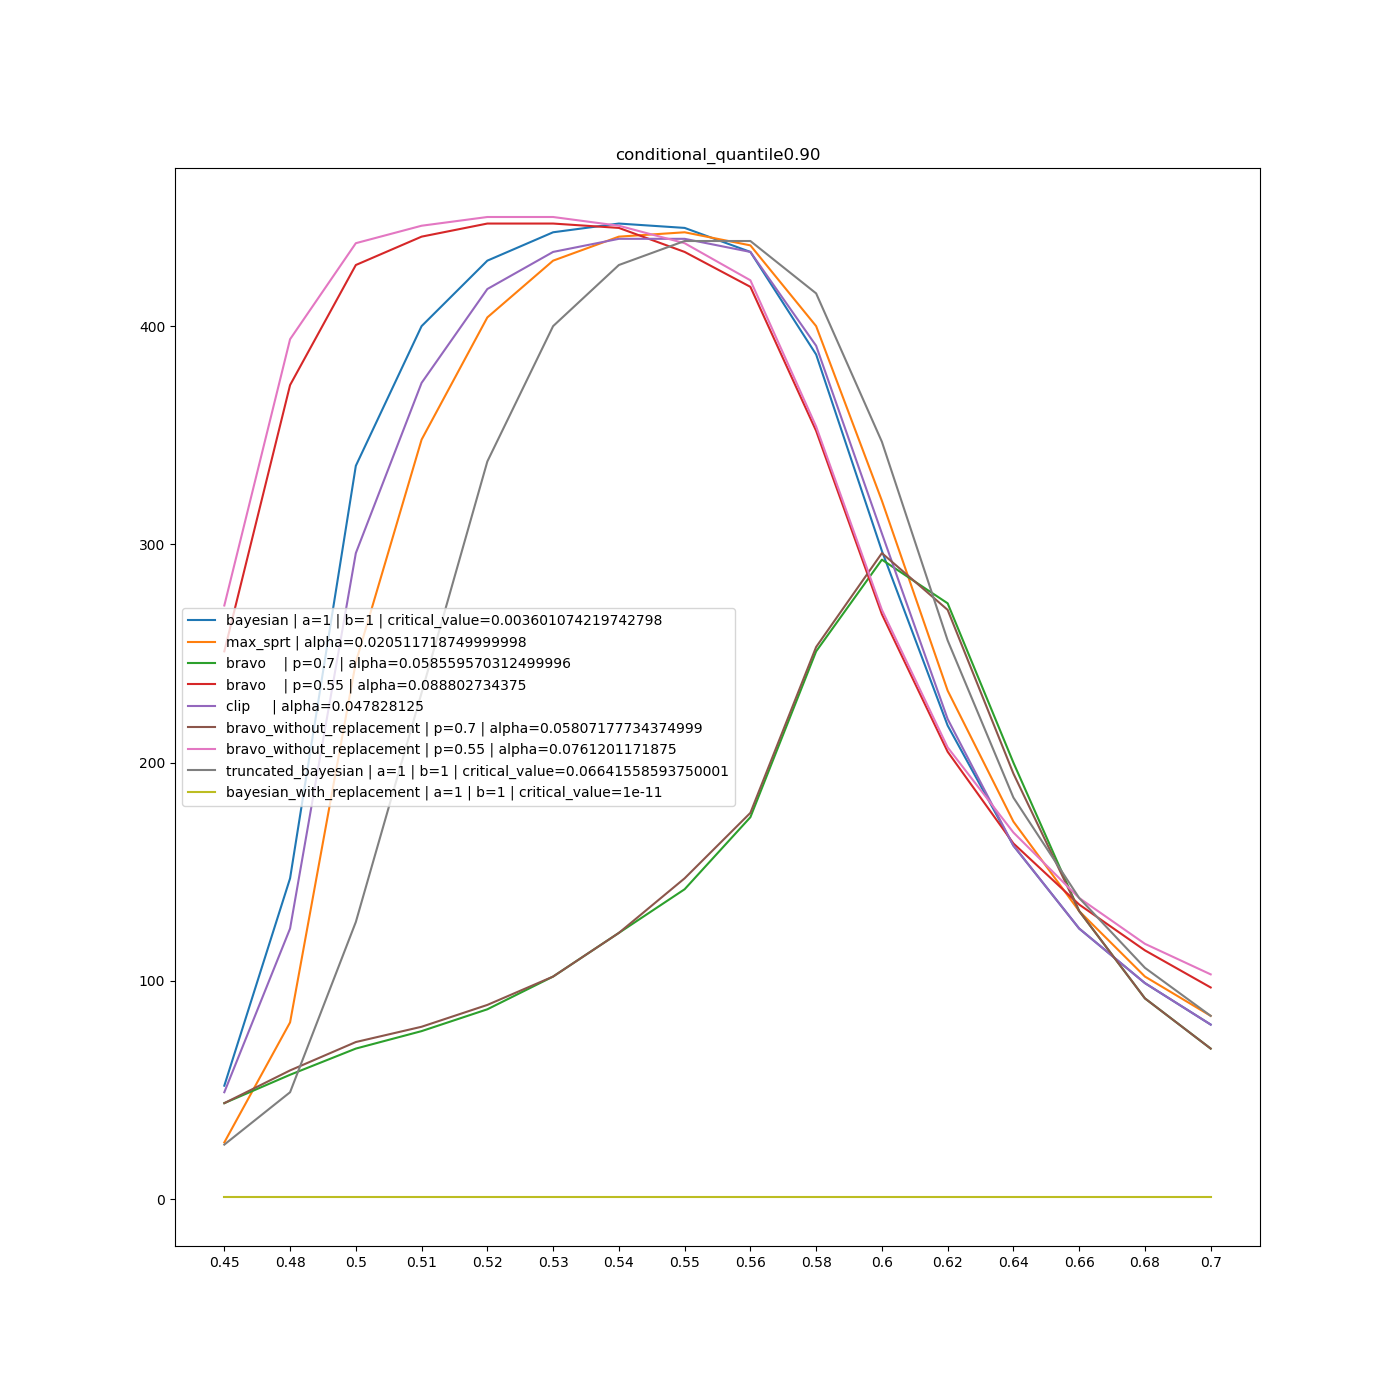 conditional_quantile0.90
400
300
bayesian | a=1 | b=1 | critical_value=0.003601074219742798
max_sprt | alpha=0.020511718749999998
bravo    | p=0.7 | alpha=0.058559570312499996
bravo    | p=0.55 | alpha=0.088802734375
clip     | alpha=0.047828125
bravo_without_replacement | p=0.7 | alpha=0.05807177734374999
bravo_without_replacement | p=0.55 | alpha=0.0761201171875
truncated_bayesian | a=1 | b=1 | critical_value=0.06641558593750001
bayesian_with_replacement | a=1 | b=1 | critical_value=1e-11
200
100
0
0.45 0.48 0.5 0.51 0.52 0.53 0.54 0.55 0.56 0.58 0.6 0.62 0.64 0.66 0.68 0.7